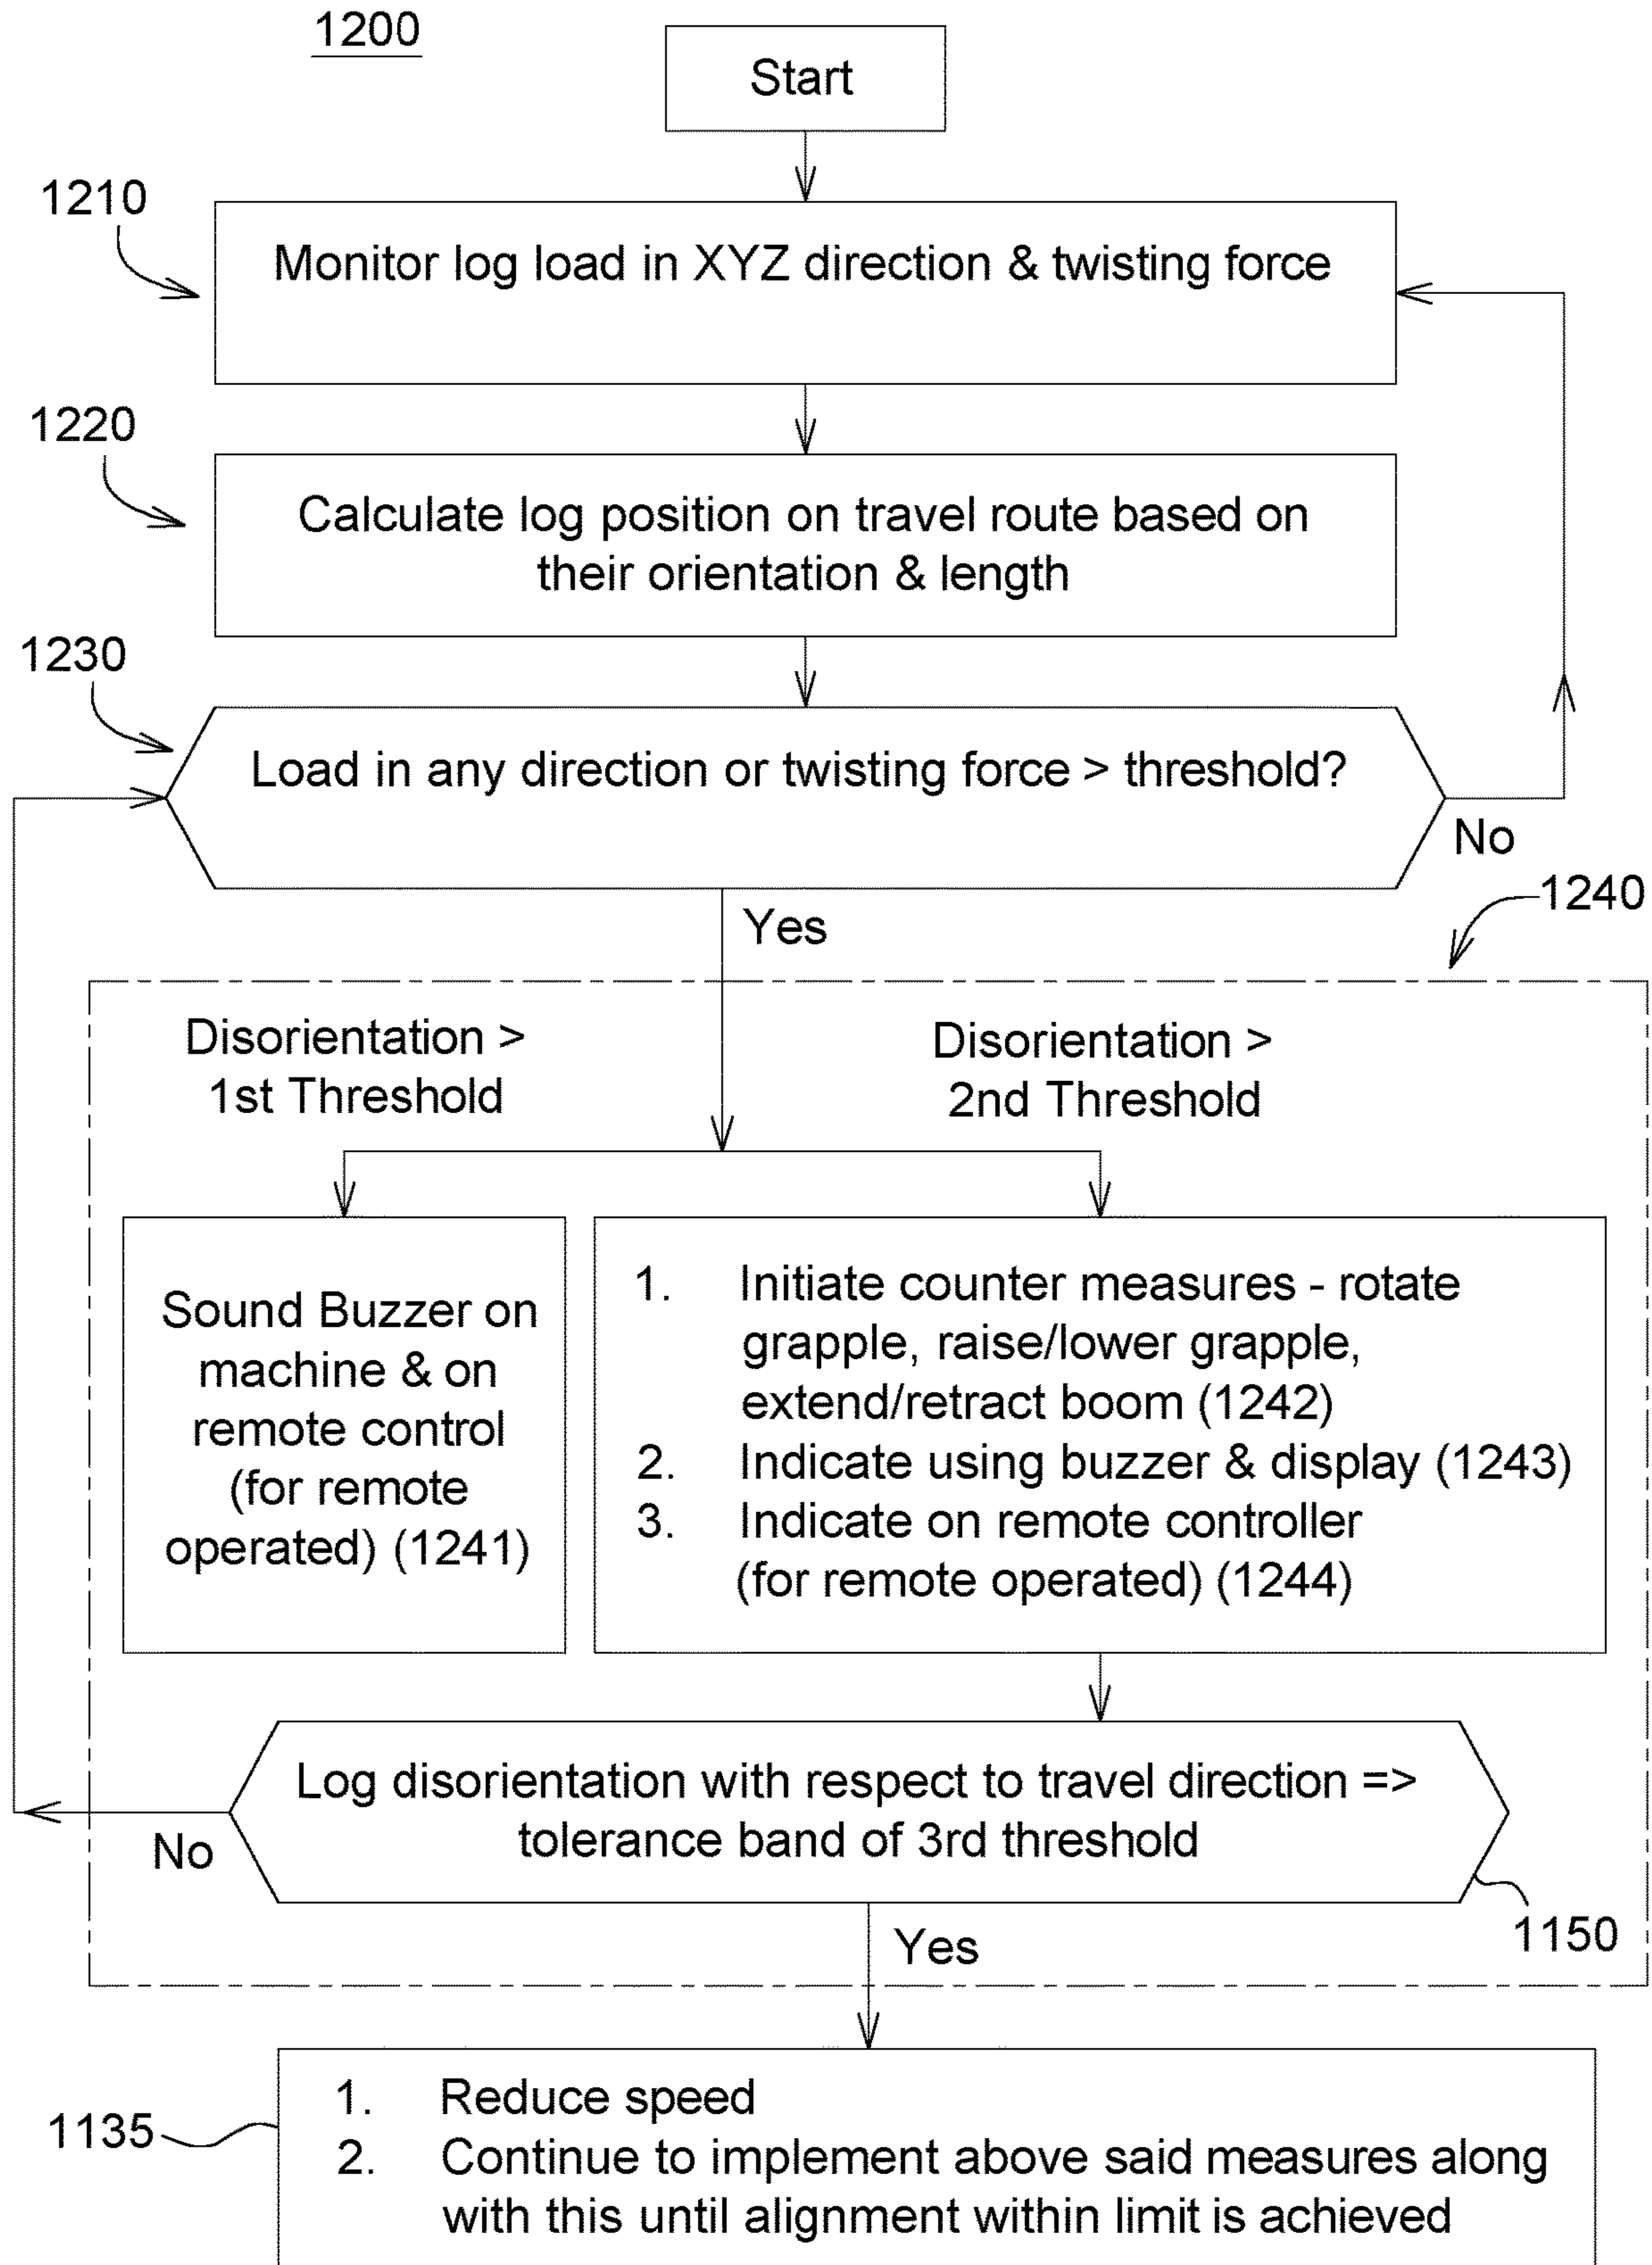 1200
Start
1210
Monitor log load in XYZ direction & twisting force
1220
Calculate log position on travel route based on
their orientation & length
1230
Load in any direction or twisting force > threshold?
No
1240
Yes
Disorientation >
1st Threshold
Disorientation >
2nd Threshold
Sound Buzzer on
machine & on
remote control
(for remote
operated) (1241)
1. Initiate counter measures - rotate
grapple, raise/lower grapple,
extend/retract boom (1242)
2. Indicate using buzzer & display (1243)
3. Indicate on remote controller
(for remote operated) (1244)
Log disorientation with respect to travel direction =>
tolerance band of 3rd threshold
No
1150
Yes
1135
1. Reduce speed
2. Continue to implement above said measures along
with this until alignment within limit is achieved